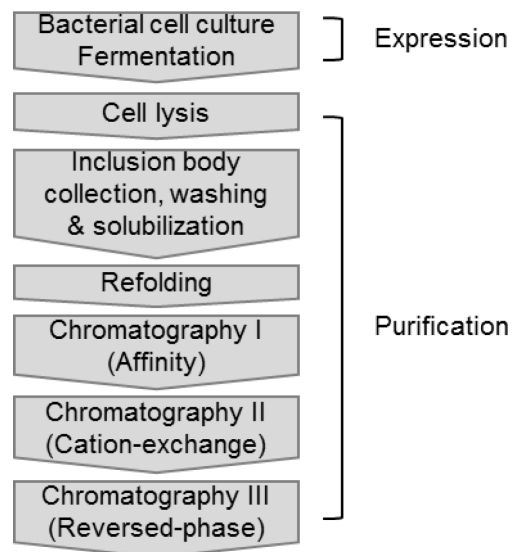 Bacterial cell culture
Fermentation
Expression
Cell lysis
Inclusion body
collection, washing
& solubilization
Refolding
Purification
Chromatography I
(Affinity)
Chromatography II
(Cation-exchange)
Chromatography III
(Reversed-phase)